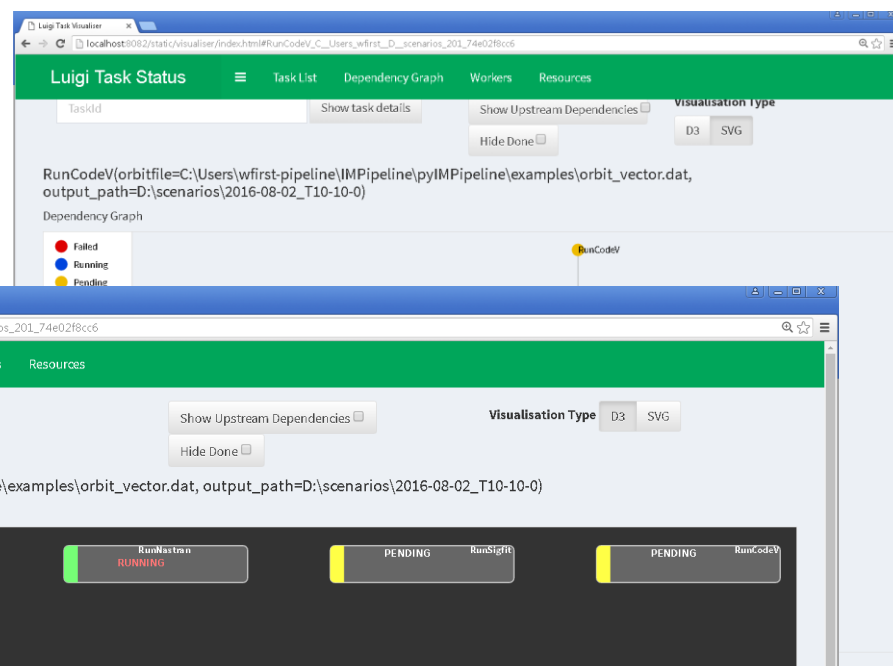 Luigi Task Visualiser
localhost:8082/static/visualiser/index.html#RunCodeV_C__Users_wfirst__D__scenarios_201_74e02f8cc6
Luigi Task Status Task List Dependency Graph Workers Resources
TaskId Show task details Show Upstream Dependencies Visualisation Type
Hide Done D3 SVG
RunCodeV(orbitfile=C:\Users\wfirst-pipeline\IMPipeline\pyIMPipeline\examples\orbit_vector.dat,
output_path=D:\scenarios\2016-08-02_T10-10-0)
Dependency Graph
Failed
Running
Pending
RunCodeV
os_201_74e02f8cc6
s Resources
Show Upstream Dependencies Visualisation Type D3 SVG
Hide Done
e\examples\orbit_vector.dat, output_path=D:\scenarios\2016-08-02_T10-10-0)
RunNastran
RUNNING
PENDING RunSigfit
PENDING RunCodeV